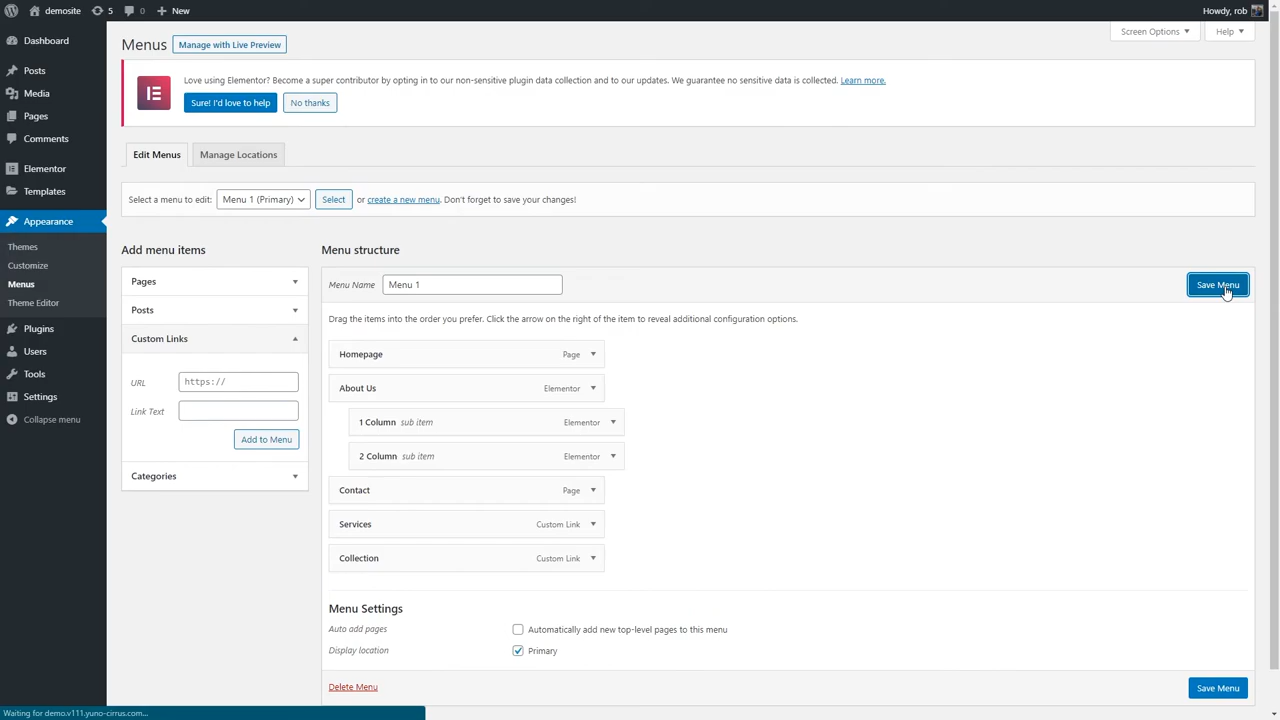 demosite 5 0 New Howdy, rob
Dashboard
Posts
Media
Pages
Comments
Elementor
Templates
Appearance
Themes
Customize
Menus
Theme Editor
Plugins
Users
Tools
Settings
Collapse menu
Screen Options Help
Menus Manage with Live Preview
Love using Elementor? Become a super contributor by opting in to our non-sensitive plugin data collection and to our updates. We guarantee no sensitive data is collected. Learn more.
Sure! I'd love to help No thanks
Edit Menus Manage Locations
Select a menu to edit: Menu 1 (Primary) Select or create a new menu. Don't forget to save your changes!
Add menu items
Pages
Posts
Custom Links
URL https://
Link Text
Add to Menu
Categories
Menu structure
Menu Name Menu 1 Save Menu
Drag the items into the order you prefer. Click the arrow on the right of the item to reveal additional configuration options.
Homepage Page
About Us Elementor
1 Column sub item Elementor
2 Column sub item Elementor
Contact Page
Services Custom Link
Collection Custom Link
Menu Settings
Auto add pages Automatically add new top-level pages to this menu
Display location Primary
Delete Menu Save Menu
Waiting for demo.v111.yuno-cirrus.com...